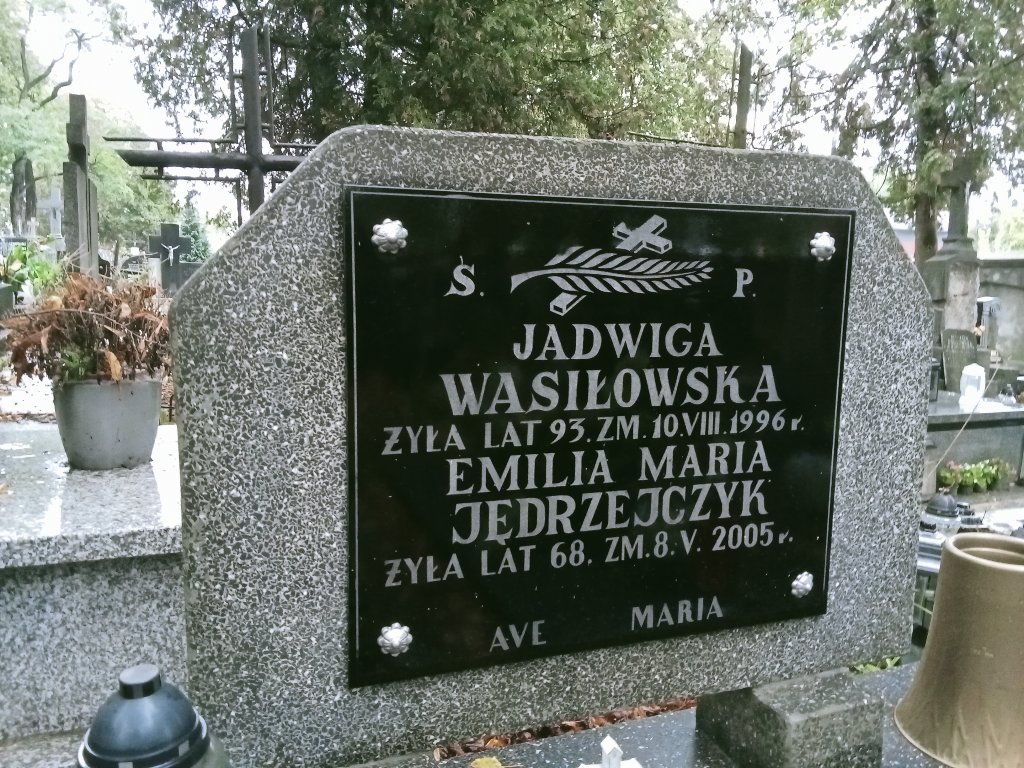 Ś. P.
JADWIGA
WASIŁOWSKA
ŻYŁA LAT 93. ZM. 10.VIII.1996 r.
EMILIA MARIA
JĘDRZEJCZYK
ŻYŁA LAT 68. ZM. 8.V. 2005 r.
AVE MARIA